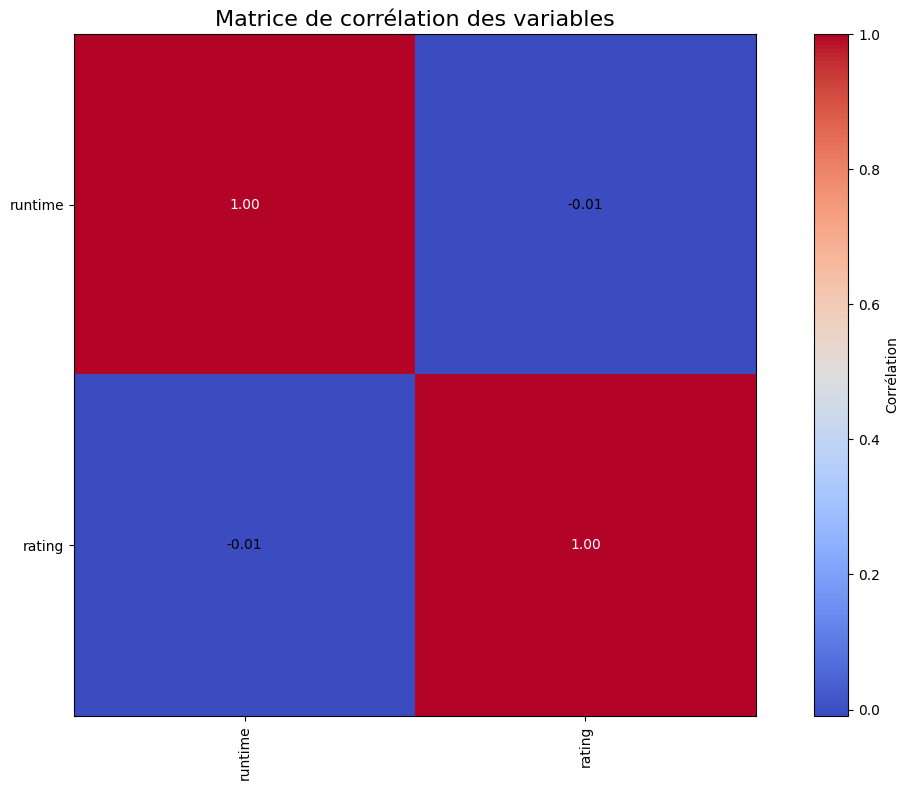 Matrice de corrélation des variables
runtime
1.00
-0.01
rating
-0.01
1.00
runtime
rating
1.0
0.8
0.6
0.4
0.2
0.0
Corrélation